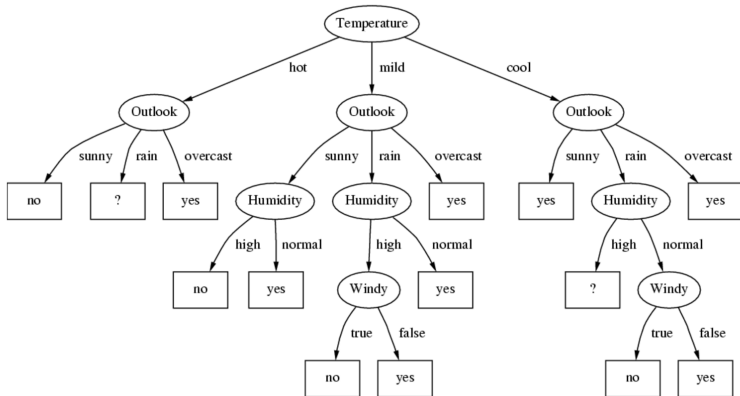 Temperature
hot mild cool
Outlook Outlook Outlook
sunny rain overcast sunny rain overcast sunny rain overcast
no ? yes Humidity Humidity yes yes Humidity yes
high normal high normal high normal
no yes Windy yes ? Windy
true false true false
no yes no yes